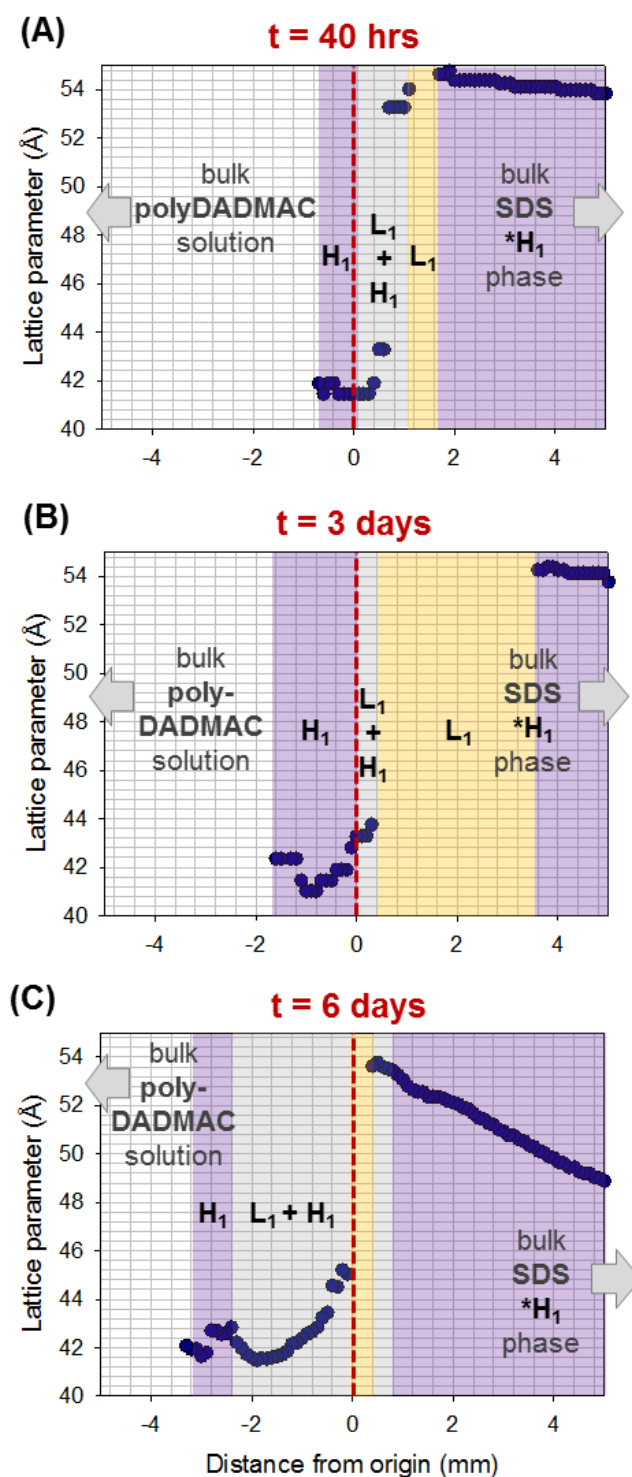 (A)
t = 40 hrs
Lattice parameter (Å)
54
52
50
48
46
44
42
40
bulk
polyDADMAC
solution
H₁
L₁
+
H₁
L₁
bulk
SDS
*H₁
phase
-4
-2
0
2
4
(B)
t = 3 days
Lattice parameter (Å)
54
52
50
48
46
44
42
40
bulk
poly-
DADMAC
solution
H₁
L₁
+
H₁
L₁
bulk
SDS
*H₁
phase
-4
-2
0
2
4
(C)
t = 6 days
Lattice parameter (Å)
54
52
50
48
46
44
42
40
bulk
poly-
DADMAC
solution
H₁
L₁ + H₁
bulk
SDS
*H₁
phase
-4
-2
0
2
4
Distance from origin (mm)